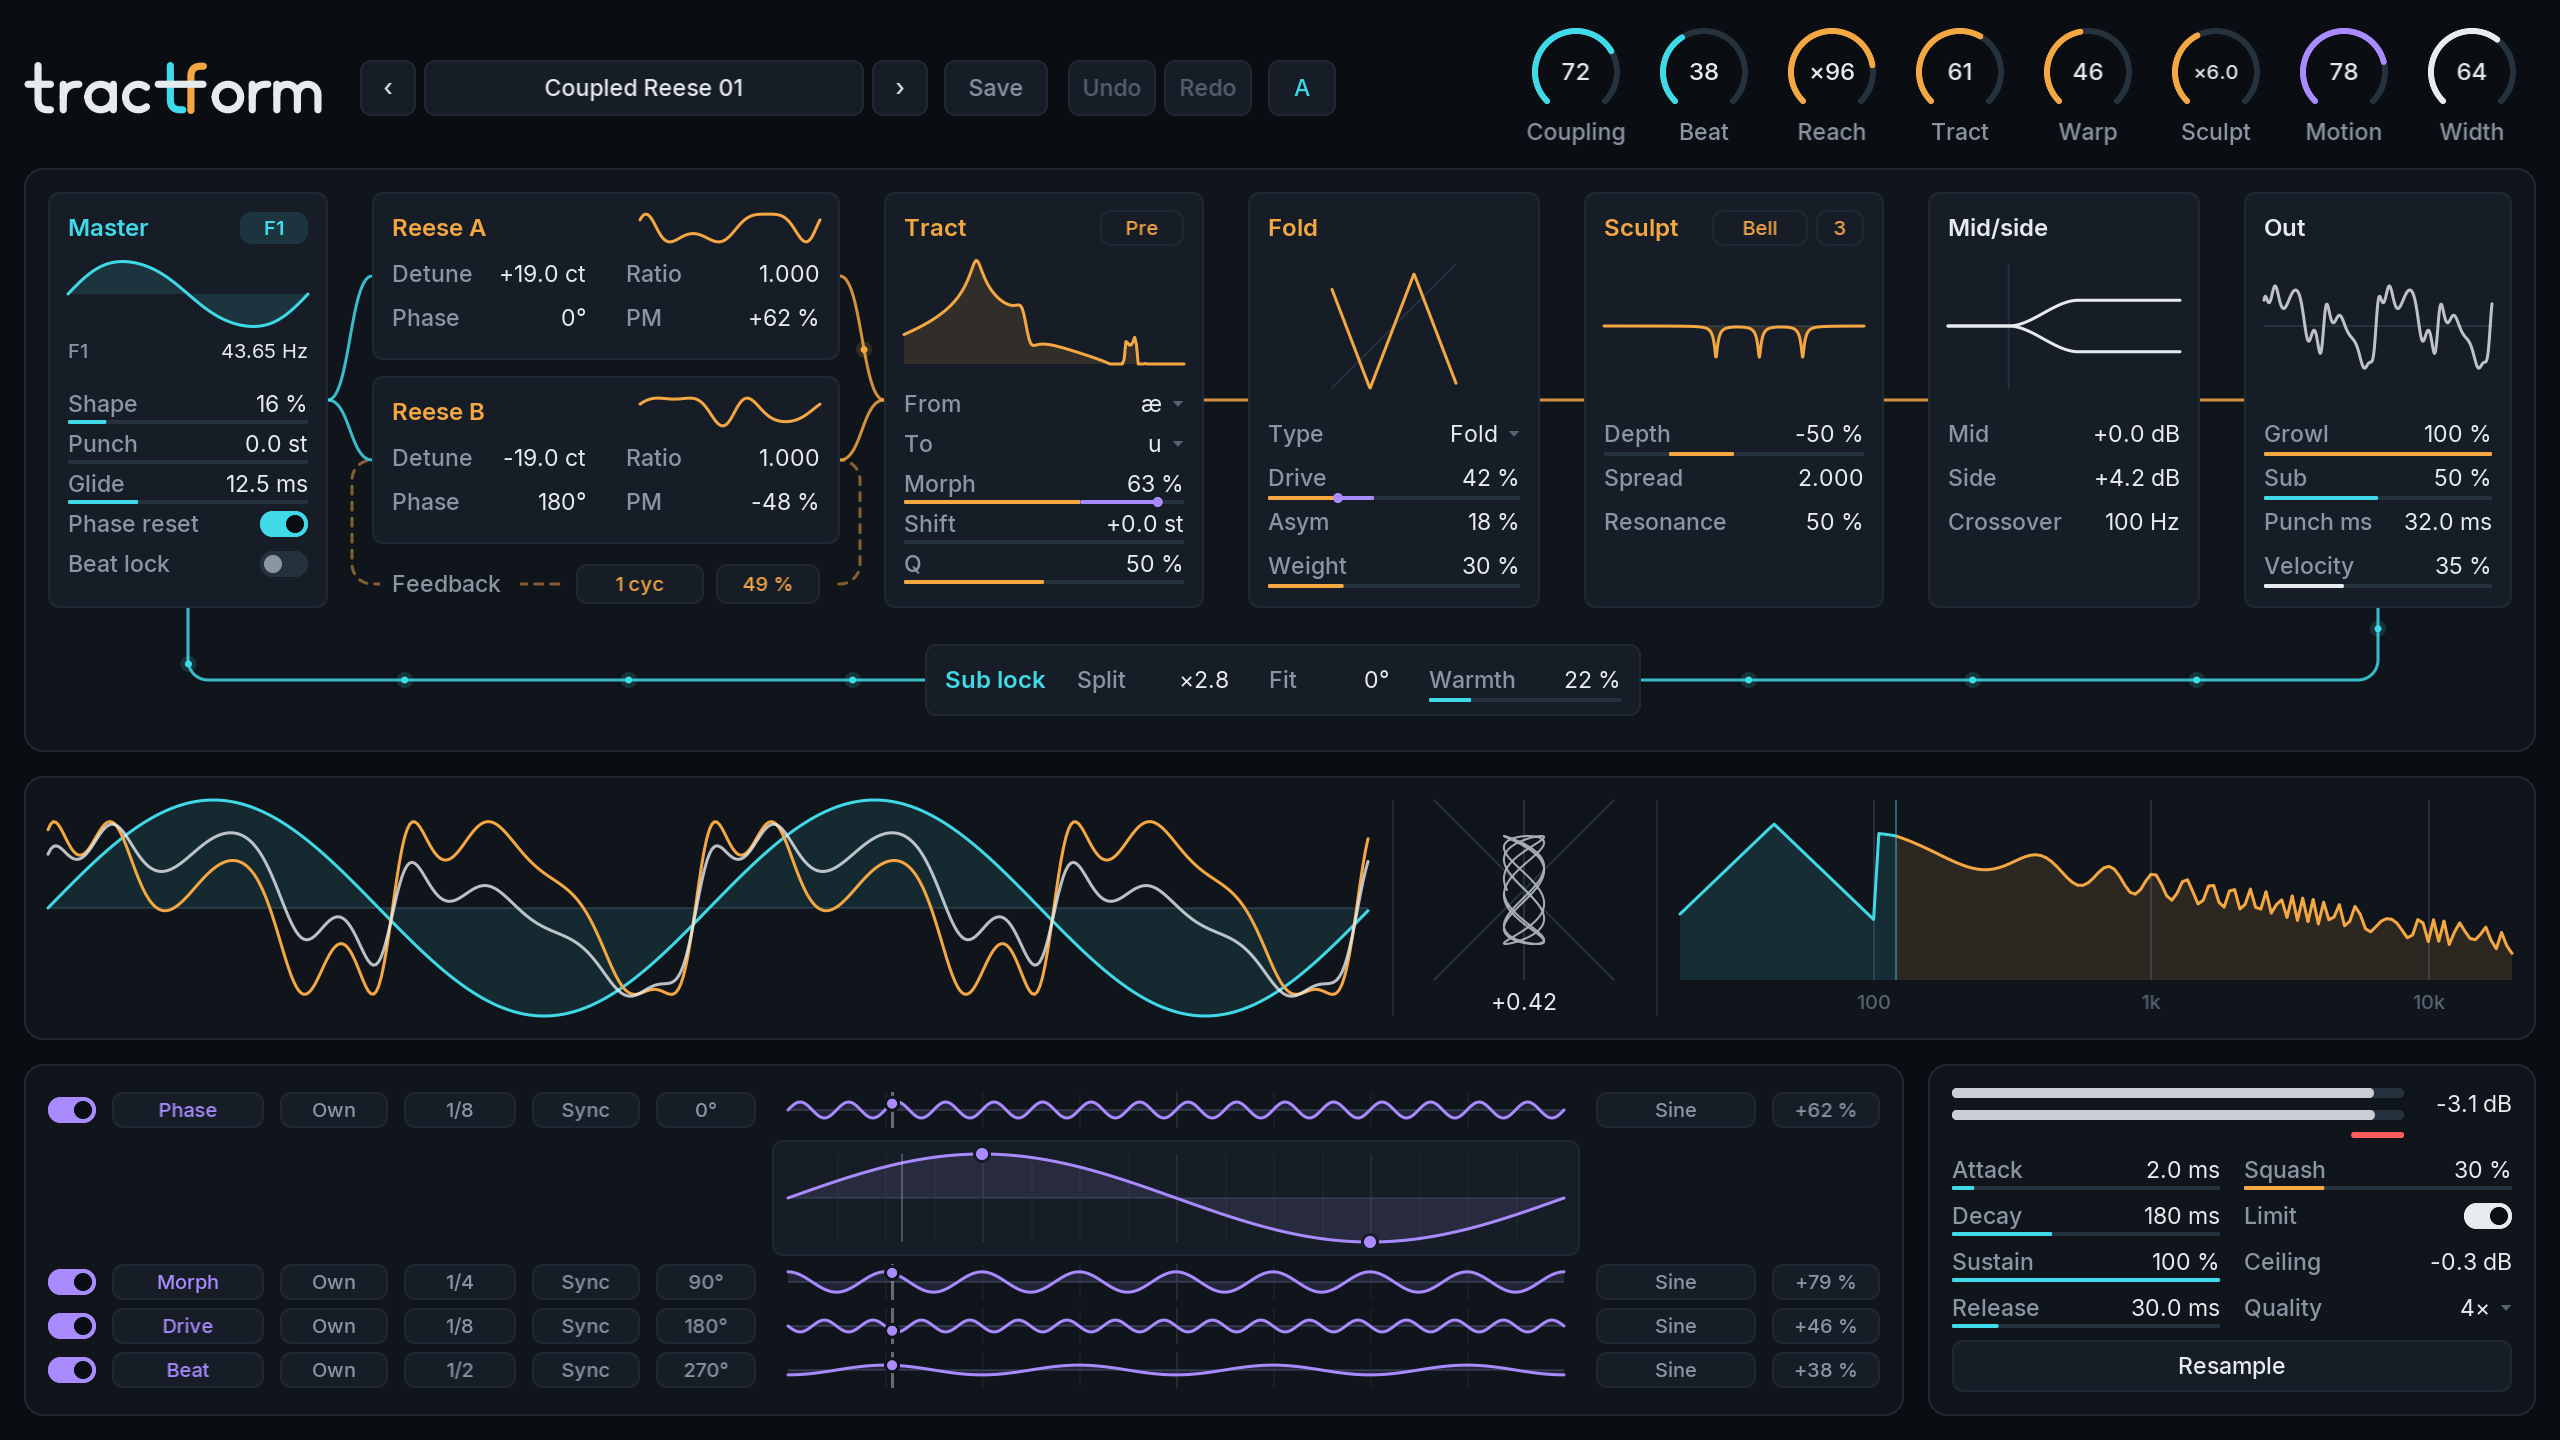 tractform
‹ Coupled Reese 01 › Save Undo Redo A
72 38 ×96 61 46 ×6.0 78 64
Coupling Beat Reach Tract Warp Sculpt Motion Width
Master F1
F1 43.65 Hz
Shape 16 %
Punch 0.0 st
Glide 12.5 ms
Phase reset
Beat lock
Reese A
Detune +19.0 ct Ratio 1.000
Phase 0° PM +62 %
Reese B
Detune -19.0 ct Ratio 1.000
Phase 180° PM -48 %
Feedback 1 cyc 49 %
Tract Pre
From æ
To u
Morph 63 %
Shift +0.0 st
Q 50 %
Fold
Type Fold
Drive 42 %
Asym 18 %
Weight 30 %
Sculpt Bell 3
Depth -50 %
Spread 2.000
Resonance 50 %
Mid/side
Mid +0.0 dB
Side +4.2 dB
Crossover 100 Hz
Out
Growl 100 %
Sub 50 %
Punch ms 32.0 ms
Velocity 35 %
Sub lock Split ×2.8 Fit 0° Warmth 22 %
+0.42
100 1k 10k
Phase Own 1/8 Sync 0° Sine +62 %
Morph Own 1/4 Sync 90° Sine +79 %
Drive Own 1/8 Sync 180° Sine +46 %
Beat Own 1/2 Sync 270° Sine +38 %
-3.1 dB
Attack 2.0 ms Squash 30 %
Decay 180 ms Limit
Sustain 100 % Ceiling -0.3 dB
Release 30.0 ms Quality 4×
Resample